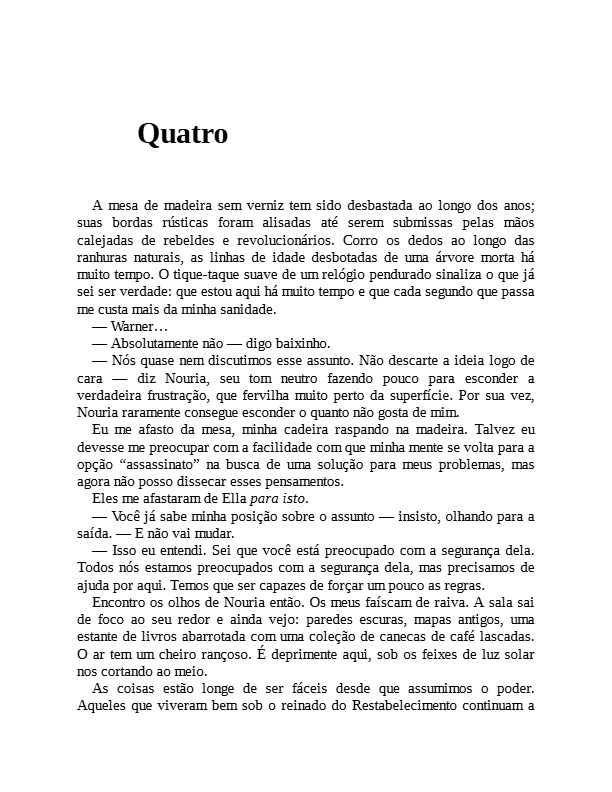 Quatro
A mesa de madeira sem verniz tem sido desbastada ao longo dos anos;
suas bordas rústicas foram alisadas até serem submissas pelas mãos
calejadas de rebeldes e revolucionários. Corro os dedos ao longo das
ranhuras naturais, as linhas de idade desbotadas de uma árvore morta há
muito tempo. O tique-taque suave de um relógio pendurado sinaliza o que já
sei ser verdade: que estou aqui há muito tempo e que cada segundo que passa
me custa mais da minha sanidade.
— Warner…
— Absolutamente não — digo baixinho.
— Nós quase nem discutimos esse assunto. Não descarte a ideia logo de
cara — diz Nouria, seu tom neutro fazendo pouco para esconder a
verdadeira frustração, que fervilha muito perto da superfície. Por sua vez,
Nouria raramente consegue esconder o quanto não gosta de mim.
Eu me afasto da mesa, minha cadeira raspando na madeira. Talvez eu
devesse me preocupar com a facilidade com que minha mente se volta para a
opção “assassinato” na busca de uma solução para meus problemas, mas
agora não posso dissecar esses pensamentos.
Eles me afastaram de Ella para isto.
— Você já sabe minha posição sobre o assunto — insisto, olhando para a
saída. — E não vai mudar.
— Isso eu entendi. Sei que você está preocupado com a segurança dela.
Todos nós estamos preocupados com a segurança dela, mas precisamos de
ajuda por aqui. Temos que ser capazes de forçar um pouco as regras.
Encontro os olhos de Nouria então. Os meus faíscam de raiva. A sala sai
de foco ao seu redor e ainda vejo: paredes escuras, mapas antigos, uma
estante de livros abarrotada com uma coleção de canecas de café lascadas.
O ar tem um cheiro rançoso. É deprimente aqui, sob os feixes de luz solar
nos cortando ao meio.
As coisas estão longe de ser fáceis desde que assumimos o poder.
Aqueles que viveram bem sob o reinado do Restabelecimento continuam a